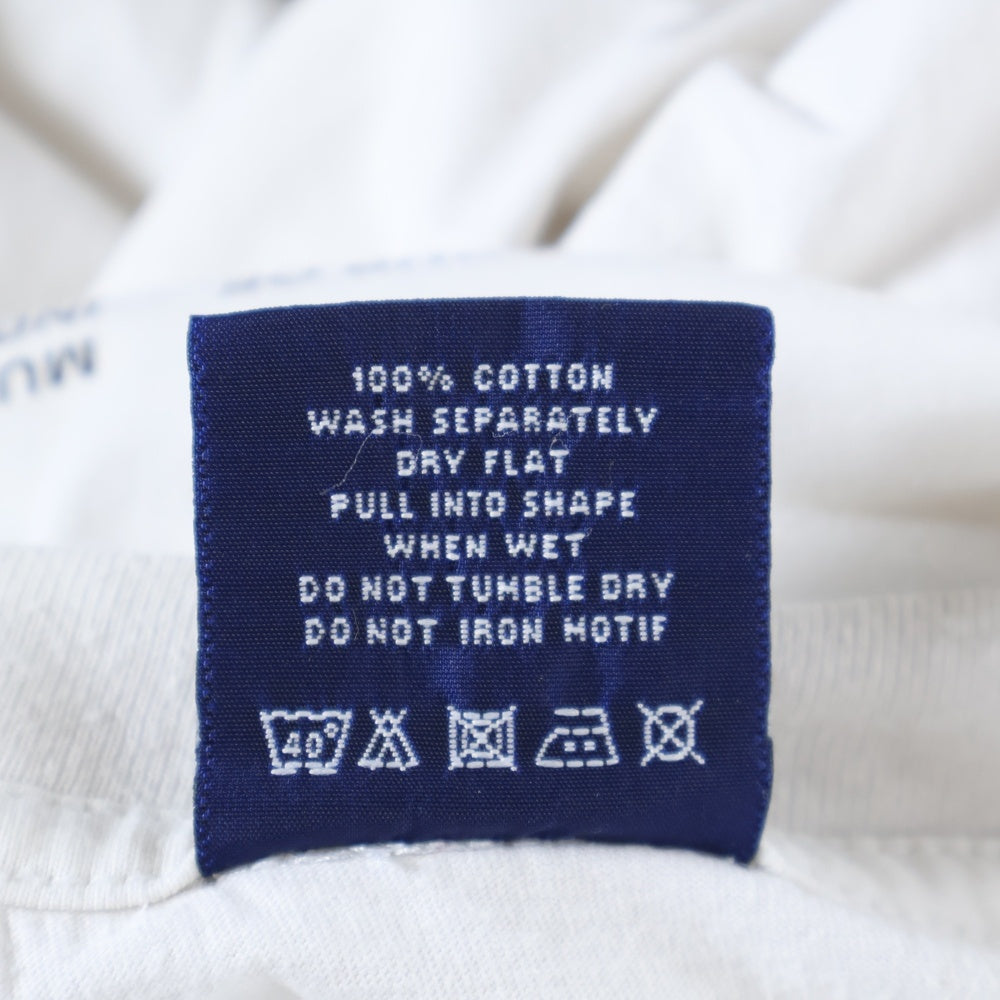 100% COTTON
WASH SEPARATELY
DRY FLAT
PULL INTO SHAPE
WHEN WET
DO NOT TUMBLE DRY
DO NOT IRON MOTIF
40°